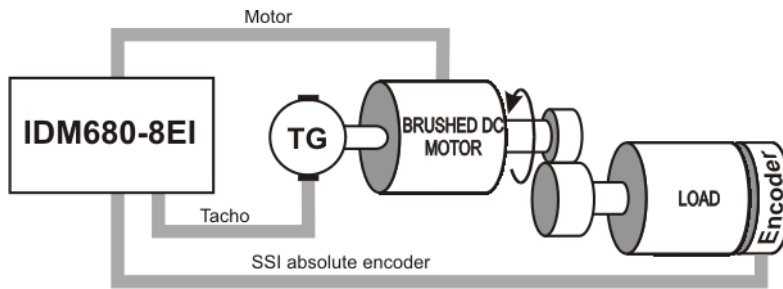 Motor
IDM680-8EI
TG
BRUSHED DC
MOTOR
LOAD
Encoder
Tacho
SSI absolute encoder